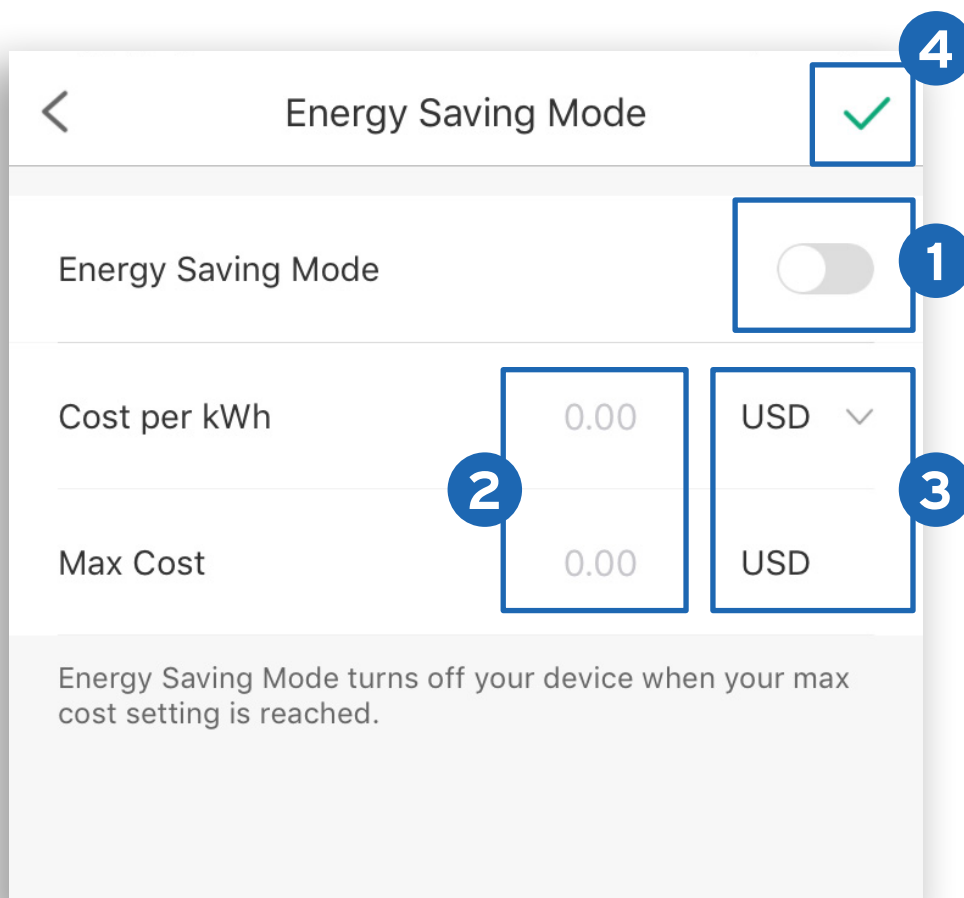 4
Energy Saving Mode
Energy Saving Mode
1
Cost per kWh 0.00 USD
2
3
Max Cost 0.00 USD
Energy Saving Mode turns off your device when your max
cost setting is reached.